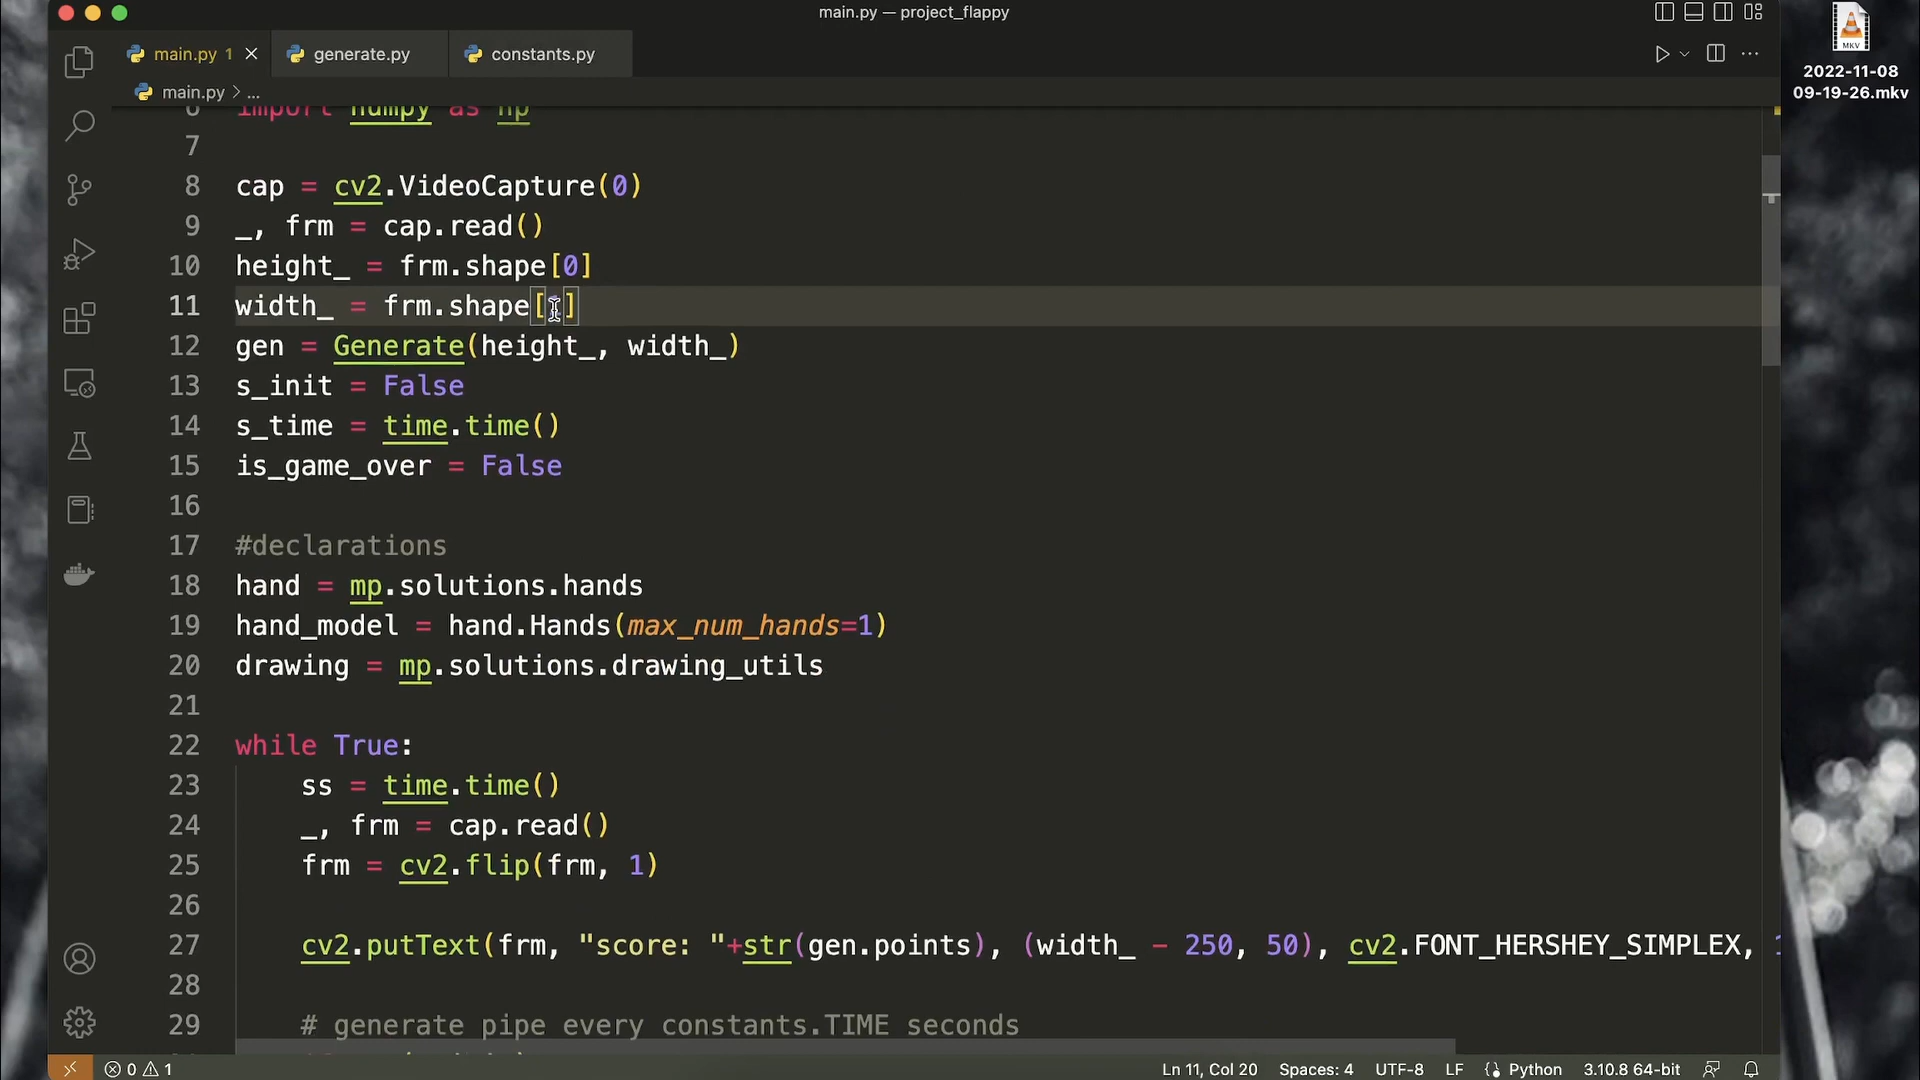 main.py — project_flappy
main.py 1
generate.py
constants.py
MKV
2022-11-08
09-19-26.mkv
main.py > ...
6 import numpy as np
7
8 cap = cv2.VideoCapture(0)
9 _, frm = cap.read()
10 height_ = frm.shape[0]
11 width_ = frm.shape[ ]
12 gen = Generate(height_, width_)
13 s_init = False
14 s_time = time.time()
15 is_game_over = False
16
17 #declarations
18 hand = mp.solutions.hands
19 hand_model = hand.Hands(max_num_hands=1)
20 drawing = mp.solutions.drawing_utils
21
22 while True:
23 ss = time.time()
24 _, frm = cap.read()
25 frm = cv2.flip(frm, 1)
26
27 cv2.putText(frm, "score: "+str(gen.points), (width_ - 250, 50), cv2.FONT_HERSHEY_SIMPLEX,
28
29 # generate pipe every constants.TIME seconds
0 1
Ln 11, Col 20 Spaces: 4 UTF-8 LF Python 3.10.8 64-bit